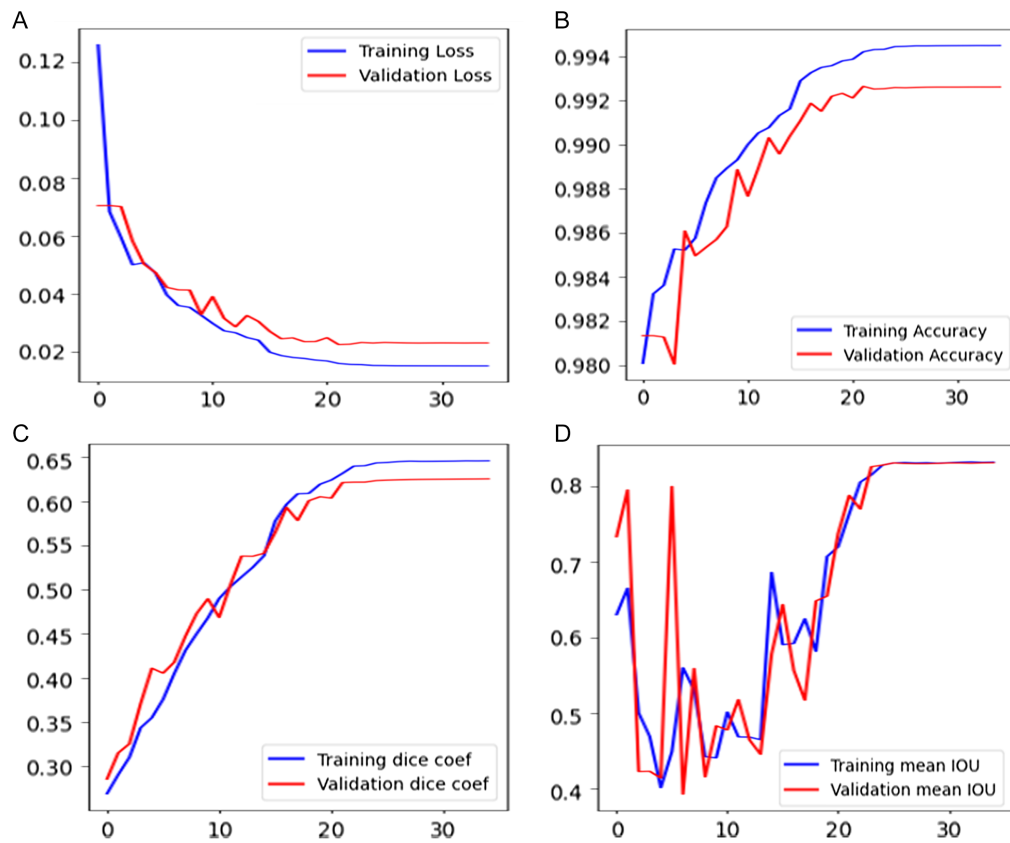 A
Training Loss
Validation Loss
0.12
0.10
0.08
0.06
0.04
0.02
0 10 20 30
B
0.994
0.992
0.990
0.988
0.986
0.984
0.982
0.980
Training Accuracy
Validation Accuracy
0 10 20 30
C
0.65
0.60
0.55
0.50
0.45
0.40
0.35
0.30
Training dice coef
Validation dice coef
0 10 20 30
D
0.8
0.7
0.6
0.5
0.4
Training mean IOU
Validation mean IOU
0 10 20 30